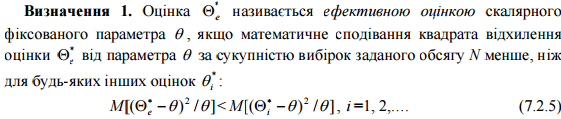 Визначення 1. Оцінка Θ*ₑ називається ефективною оцінкою скалярного
фіксованого параметра θ, якщо математичне сподівання квадрата відхилення
оцінки Θ*ₑ від параметра θ за сукупністю вибірок заданого обсягу N менше, ніж
для будь-яких інших оцінок θ*ᵢ:
M[(Θ*ₑ − θ)² / θ] < M[(Θ*ᵢ − θ)² / θ], i=1, 2,…. (7.2.5)